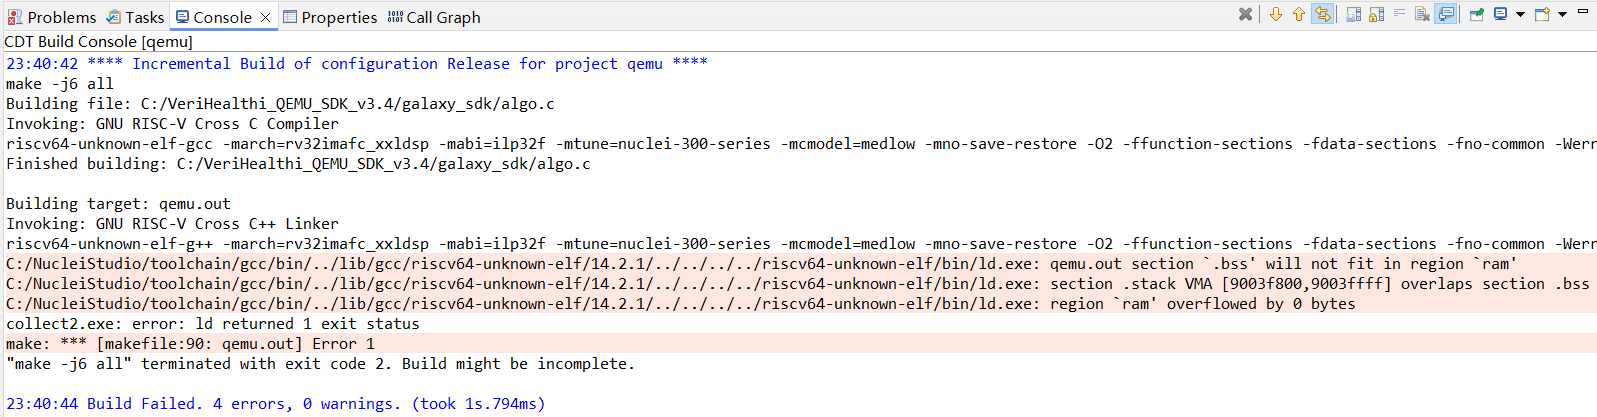 Problems Tasks Console Properties Call Graph
CDT Build Console [qemu]
23:40:42 **** Incremental Build of configuration Release for project qemu ****
make -j6 all
Building file: C:/VeriHealthi_QEMU_SDK_v3.4/galaxy_sdk/algo.c
Invoking: GNU RISC-V Cross C Compiler
riscv64-unknown-elf-gcc -march=rv32imafc_xxldsp -mabi=ilp32f -mtune=nuclei-300-series -mcmodel=medlow -mno-save-restore -O2 -ffunction-sections -fdata-sections -fno-common -Werr
Finished building: C:/VeriHealthi_QEMU_SDK_v3.4/galaxy_sdk/algo.c
Building target: qemu.out
Invoking: GNU RISC-V Cross C++ Linker
riscv64-unknown-elf-g++ -march=rv32imafc_xxldsp -mabi=ilp32f -mtune=nuclei-300-series -mcmodel=medlow -mno-save-restore -O2 -ffunction-sections -fdata-sections -fno-common -Werr
C:/NucleiStudio/toolchain/gcc/bin/../lib/gcc/riscv64-unknown-elf/14.2.1/../../../../riscv64-unknown-elf/bin/ld.exe: qemu.out section `.bss' will not fit in region `ram'
C:/NucleiStudio/toolchain/gcc/bin/../lib/gcc/riscv64-unknown-elf/14.2.1/../../../../riscv64-unknown-elf/bin/ld.exe: section .stack VMA [9003f800,9003ffff] overlaps section .bss
C:/NucleiStudio/toolchain/gcc/bin/../lib/gcc/riscv64-unknown-elf/14.2.1/../../../../riscv64-unknown-elf/bin/ld.exe: region `ram' overflowed by 0 bytes
collect2.exe: error: ld returned 1 exit status
make: *** [makefile:90: qemu.out] Error 1
"make -j6 all" terminated with exit code 2. Build might be incomplete.
23:40:44 Build Failed. 4 errors, 0 warnings. (took 1s.794ms)